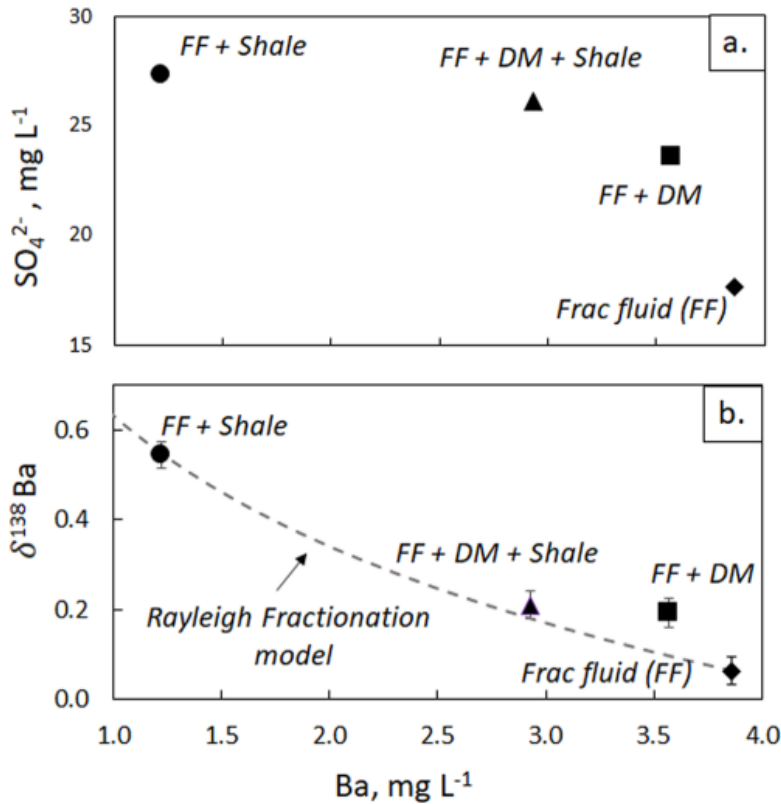 30
a.
FF + Shale
FF + DM + Shale
25
SO₄²⁻ , mg L⁻¹
FF + DM
20
Frac fluid (FF)
15
b.
0.6
FF + Shale
0.4
δ¹³⁸Ba
FF + DM + Shale
FF + DM
0.2
Rayleigh Fractionation
model
Frac fluid (FF)
0.0
1.0 1.5 2.0 2.5 3.0 3.5 4.0
Ba, mg L⁻¹